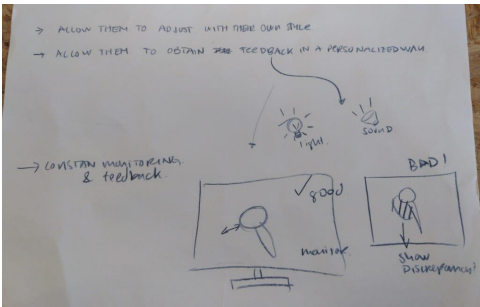 → ALLOW THEM TO ADJUST WITH THEIR OWN STYLE
→ ALLOW THEM TO OBTAIN FEEDBACK IN A PERSONALIZED WAY
light.
SOUND
→ CONSTAN MONITORING
& feedback.
✓ good
monitor.
BAD!
SHOW
DISCREPANCY!